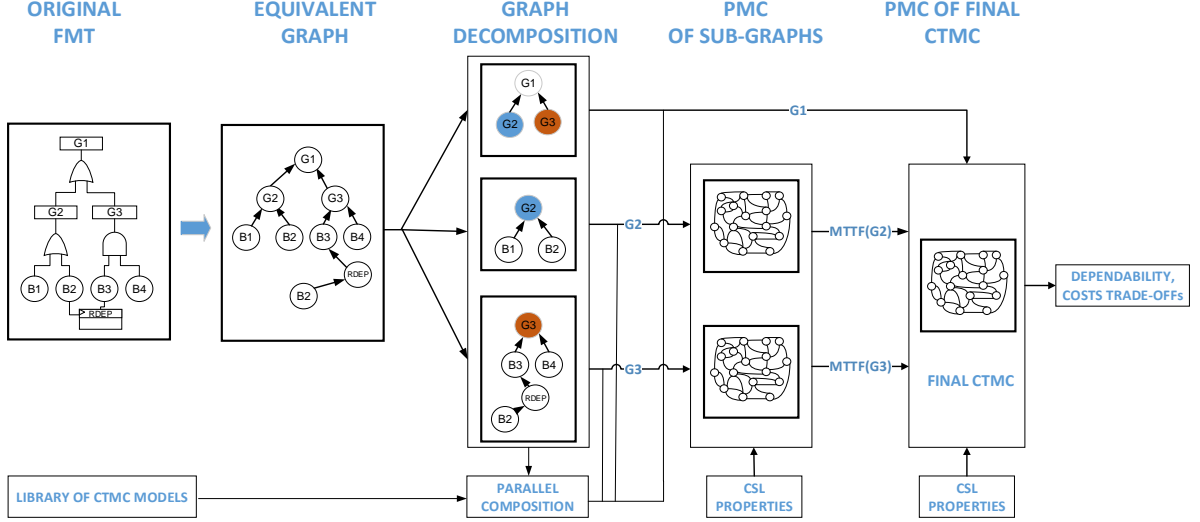 ORIGINAL
FMT
EQUIVALENT
GRAPH
GRAPH
DECOMPOSITION
PMC
OF SUB-GRAPHS
PMC OF FINAL
CTMC
G1
G2
G3
B1
B2
B3
B4
RDEP
G1
G2
G3
B1
B2
B3
B4
RDEP
B2
G1
G2
G3
G2
B1
B2
G3
B3
B4
RDEP
B2
G1
G2
G3
MTTF(G2)
MTTF(G3)
FINAL CTMC
DEPENDABILITY,
COSTS TRADE-OFFs
LIBRARY OF CTMC MODELS
PARALLEL
COMPOSITION
CSL
PROPERTIES
CSL
PROPERTIES